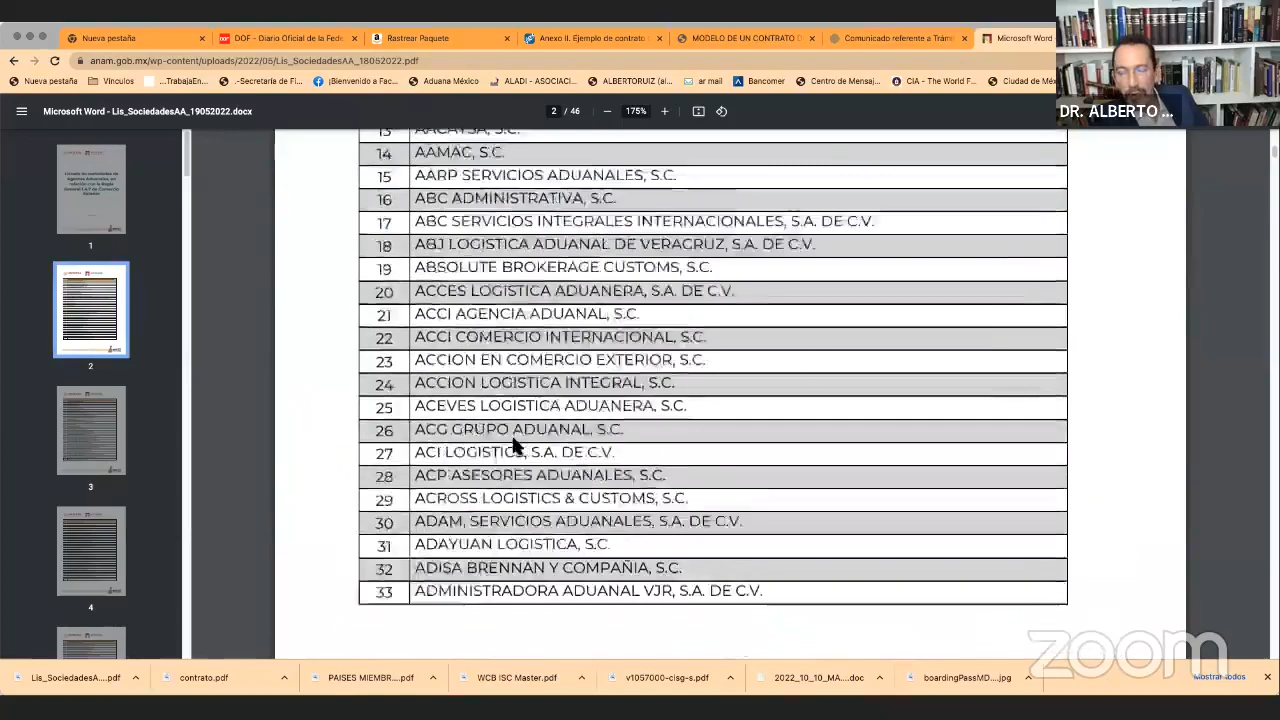 Nueva pestaña
DOF - Diario Oficial de la Fede
Rastrear Paquete
Anexo II. Ejemplo de contrato
MODELO DE UN CONTRATO D
Comunicado referente a Trámi
Microsoft Word
anam.gob.mx/wp-content/uploads/2022/05/Lis_SociedadesAA_18052022.pdf
Nueva pestaña
Vínculos
...TrabajaEn...
.-Secretaría de Fi...
¡Bienvenido a Fac...
Aduana México
ALADI - ASOCIACI...
ALBERTORUIZ (al...
ar mail
Bancomer
Centro de Mensaj...
CIA - The World F...
Ciudad de Méx
DR. ALBERTO ...
Microsoft Word - Lis_SociedadesAA_19052022.docx
2 / 46
175%
13 AACAYSA, S.C.
14 AAMAC, S.C.
15 AARP SERVICIOS ADUANALES, S.C.
16 ABC ADMINISTRATIVA, S.C.
17 ABC SERVICIOS INTEGRALES INTERNACIONALES, S.A. DE C.V.
18 ABJ LOGISTICA ADUANAL DE VERACRUZ, S.A. DE C.V.
19 ABSOLUTE BROKERAGE CUSTOMS, S.C.
20 ACCES LOGÍSTICA ADUANERA, S.A. DE C.V.
21 ACCI AGENCIA ADUANAL, S.C.
22 ACCI COMERCIO INTERNACIONAL, S.C.
23 ACCION EN COMERCIO EXTERIOR, S.C.
24 ACCION LOGISTICA INTEGRAL, S.C.
25 ACEVES LOGISTICA ADUANERA, S.C.
26 ACG GRUPO ADUANAL, S.C.
27 ACI LOGISTICS, S.A. DE C.V.
28 ACP ASESORES ADUANALES, S.C.
29 ACROSS LOGISTICS & CUSTOMS, S.C.
30 ADAM, SERVICIOS ADUANALES, S.A. DE C.V.
31 ADAYUAN LOGISTICA, S.C.
32 ADISA BRENNAN Y COMPAÑIA, S.C.
33 ADMINISTRADORA ADUANAL VJR, S.A. DE C.V.
1
2
3
4
zoom
Lis_SociedadesA....pdf
contrato.pdf
PAISES MIEMBR....pdf
WCB ISC Master.pdf
v1057000-cisg-s.pdf
2022_10_10_MA....doc
boardingPassMD....jpg
Mostrar todos